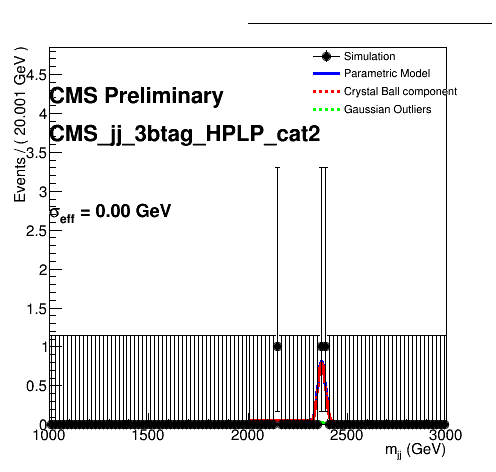 Simulation
Parametric Model
Crystal Ball component
Gaussian Outliers
CMS Preliminary
CMS_jj_3btag_HPLP_cat2
σeff = 0.00 GeV
Events / ( 20.001 GeV )
4.5
4
3.5
3
2.5
2
1.5
1
0.5
0
1000 1500 2000 2500 3000
mjj (GeV)